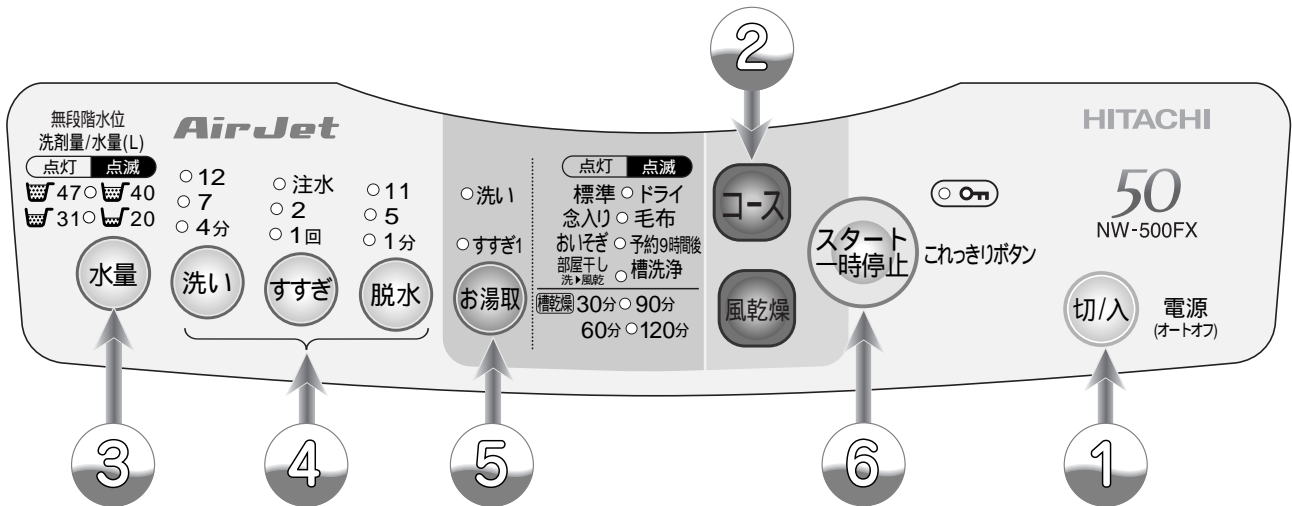 2
無段階水位
洗剤量/水量(L)
点灯 点滅
47 40
31 20
水量
AirJet
12
7
4分
洗い
注水
2
1回
すすぎ
11
5
1分
脱水
洗い
すすぎ1
お湯取
点灯 点滅
標準 ドライ
念入り 毛布
おいそぎ 予約9時間後
部屋干し
洗▶風乾
槽洗浄
槽乾燥 30分 90分
60分 120分
コース
風乾燥
スタート
一時停止
これっきりボタン
HITACHI
50
NW-500FX
切/入
電源
(オートオフ)
3
4
5
6
1